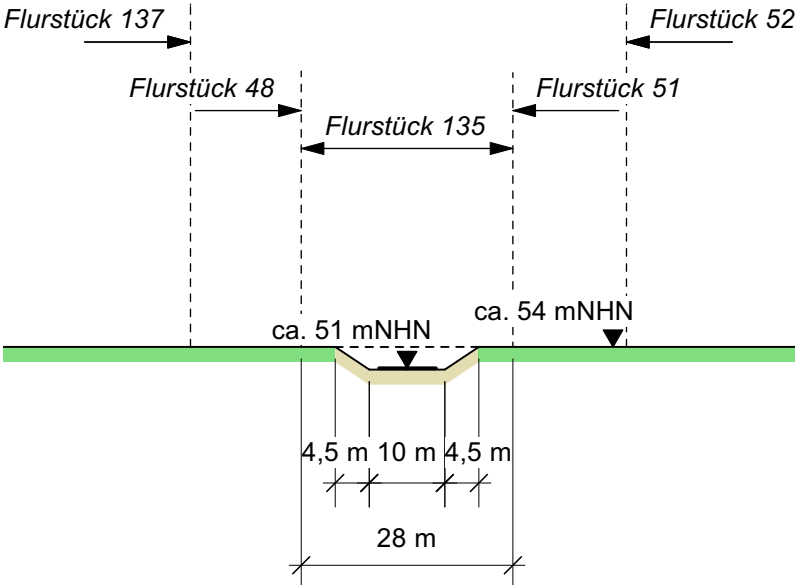 Flurstück 137
Flurstück 52
Flurstück 48
Flurstück 51
Flurstück 135
ca. 54 mNHN
ca. 51 mNHN
4,5 m 10 m 4,5 m
28 m